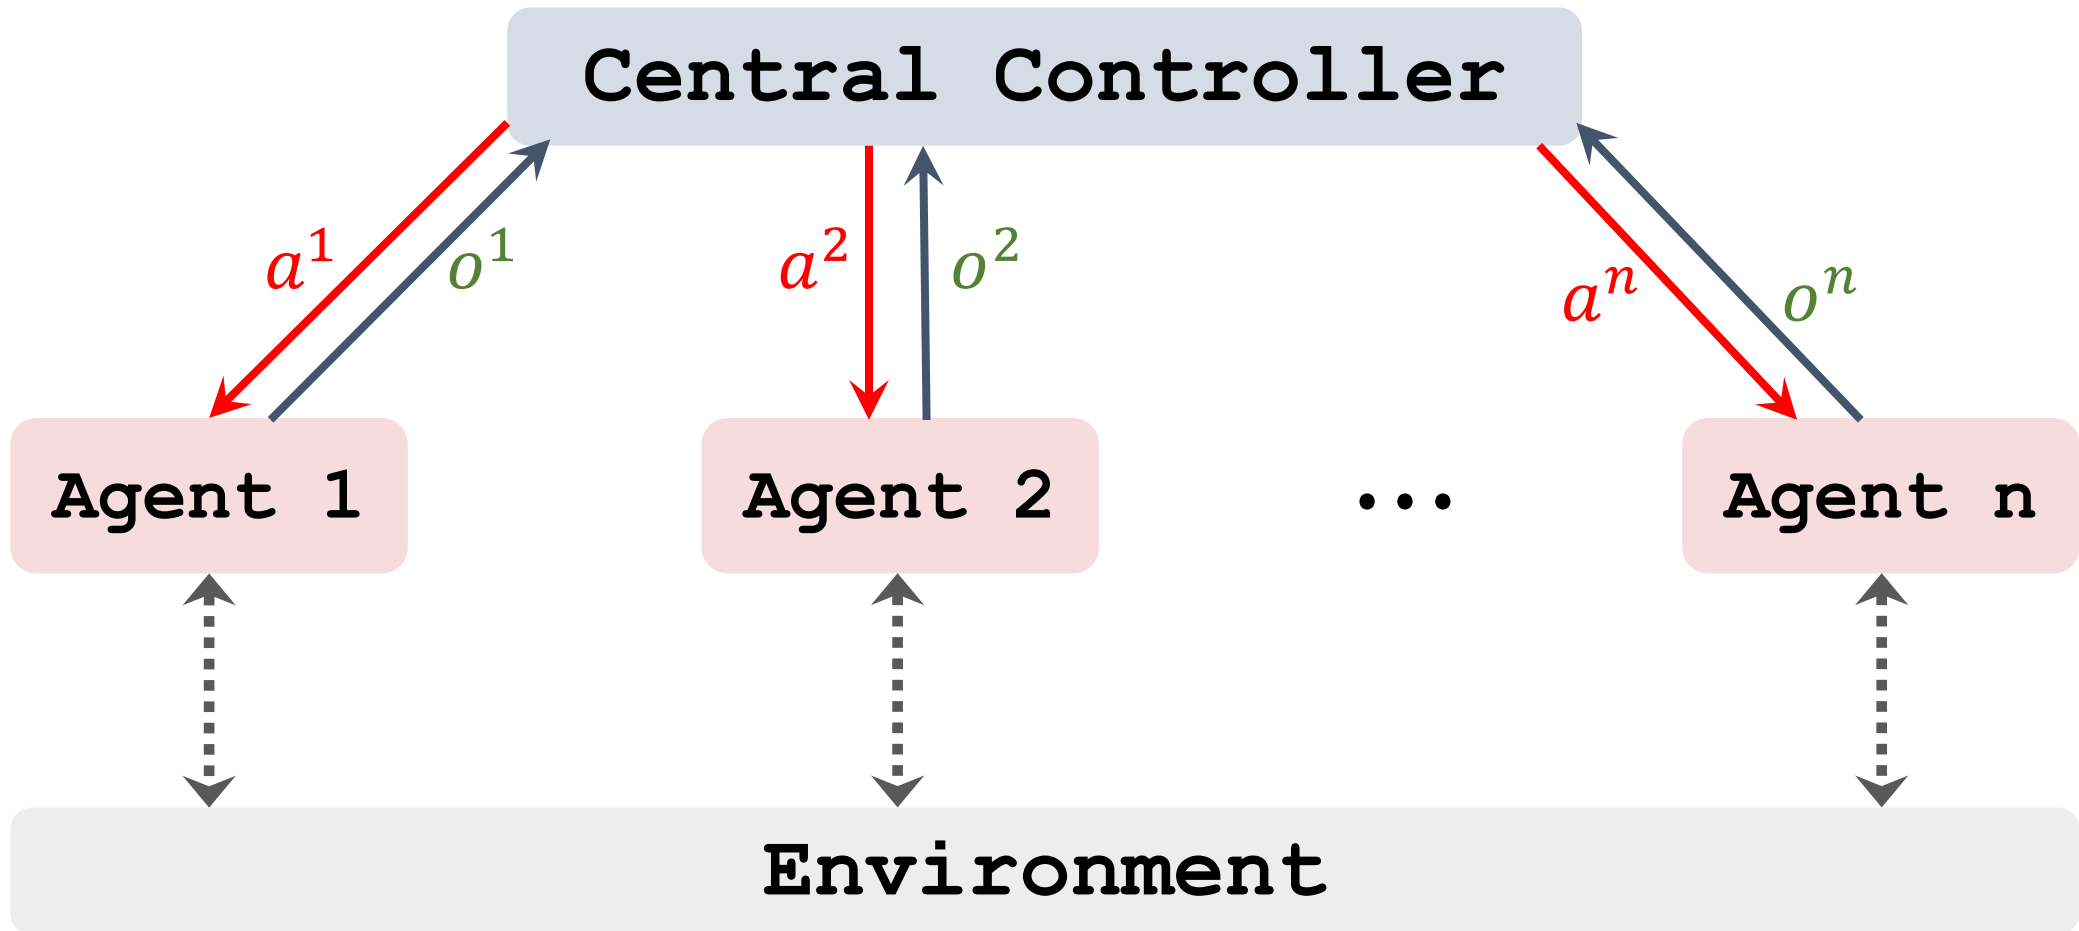 Central Controller
a¹ o¹ a² o² aⁿ oⁿ
Agent 1 Agent 2 ... Agent n
Environment